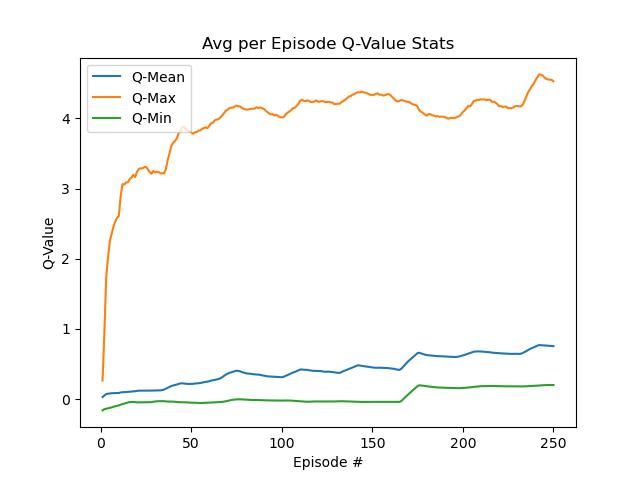 Avg per Episode Q-Value Stats
Q-Mean
Q-Max
Q-Min
Q-Value
4
3
2
1
0
0 50 100 150 200 250
Episode #